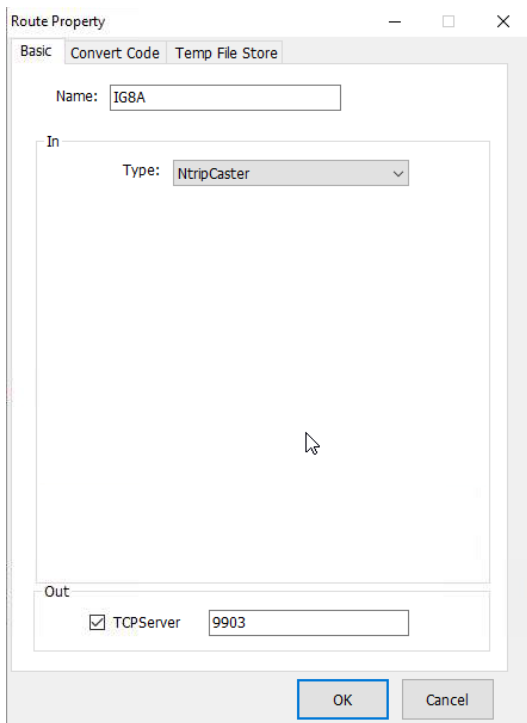 Route Property
Basic Convert Code Temp File Store
Name: IG8A
In
Type: NtripCaster
Out
TCPServer 9903
OK Cancel